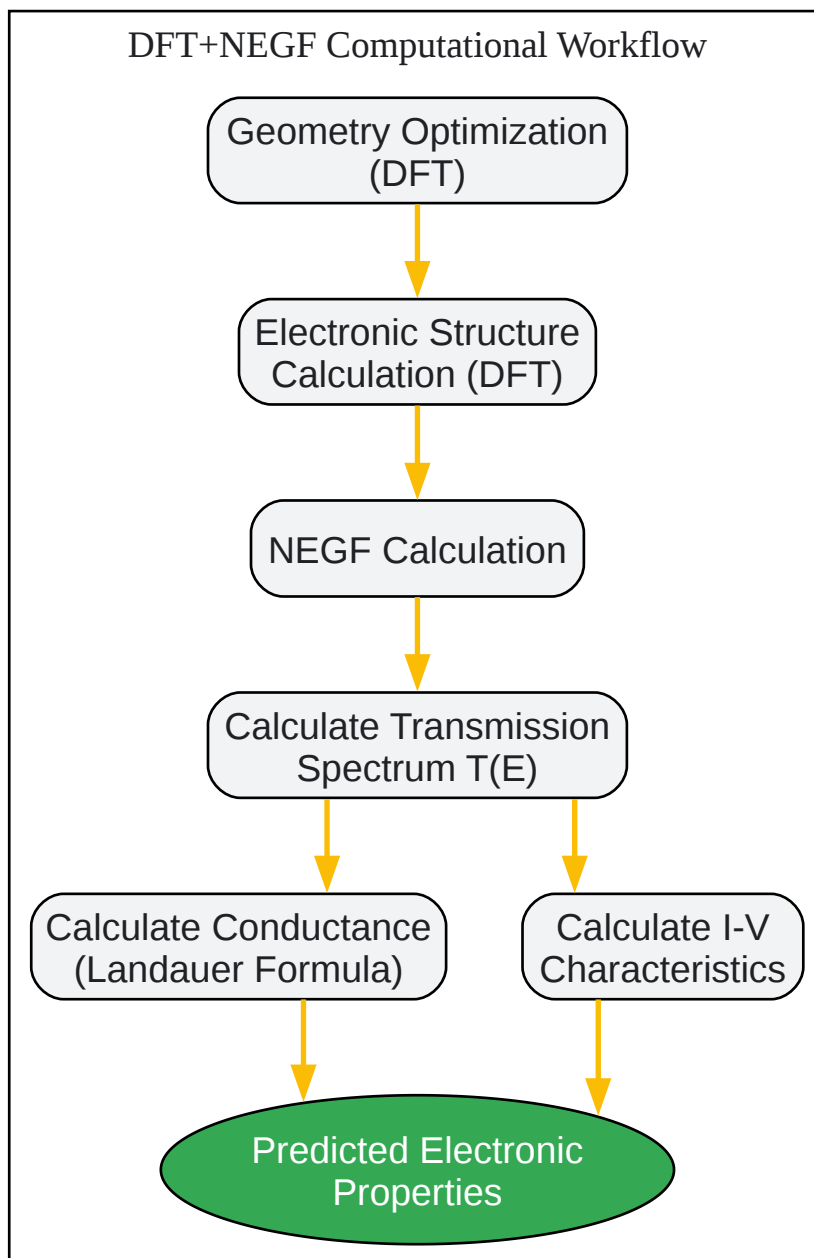 DFT+NEGF Computational Workflow
Geometry Optimization
(DFT)
Electronic Structure
Calculation (DFT)
NEGF Calculation
Calculate Transmission
Spectrum T(E)
Calculate Conductance
(Landauer Formula)
Calculate I-V
Characteristics
Predicted Electronic
Properties